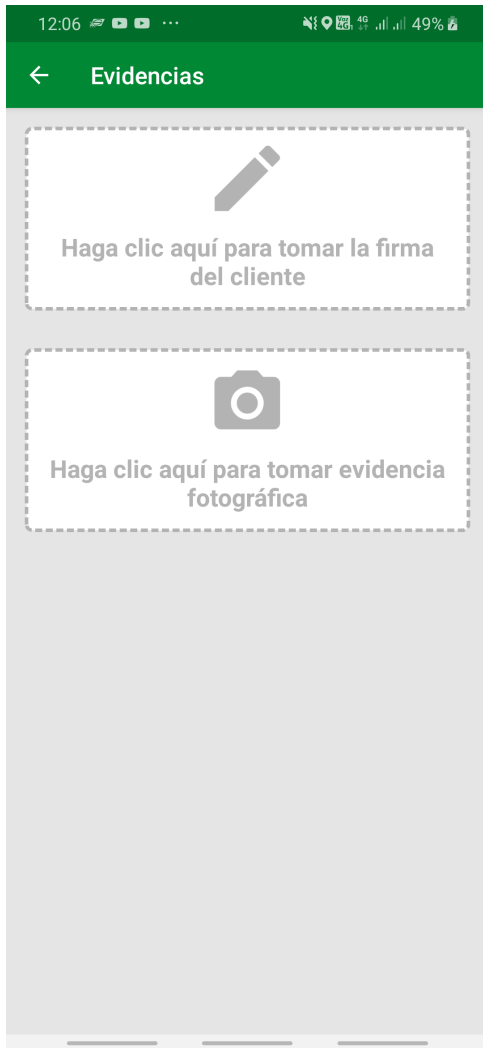 12:06 49%
Evidencias
Haga clic aquí para tomar la firma
del cliente
Haga clic aquí para tomar evidencia
fotográfica